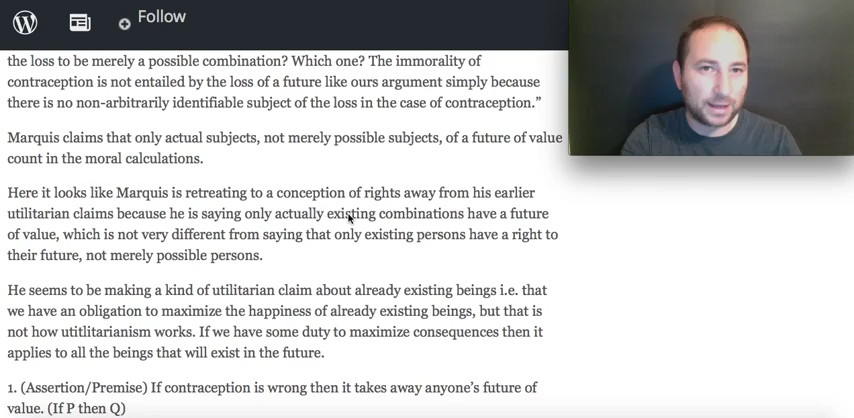 Follow
the loss to be merely a possible combination? Which one? The immorality of
contraception is not entailed by the loss of a future like ours argument simply because
there is no non-arbitrarily identifiable subject of the loss in the case of contraception.”
Marquis claims that only actual subjects, not merely possible subjects, of a future of value
count in the moral calculations.
Here it looks like Marquis is retreating to a conception of rights away from his earlier
utilitarian claims because he is saying only actually existing combinations have a future
of value, which is not very different from saying that only existing persons have a right to
their future, not merely possible persons.
He seems to be making a kind of utilitarian claim about already existing beings i.e. that
we have an obligation to maximize the happiness of already existing beings, but that is
not how utitlitarianism works. If we have some duty to maximize consequences then it
applies to all the beings that will exist in the future.
1. (Assertion/Premise) If contraception is wrong then it takes away anyone’s future of
value. (If P then Q)